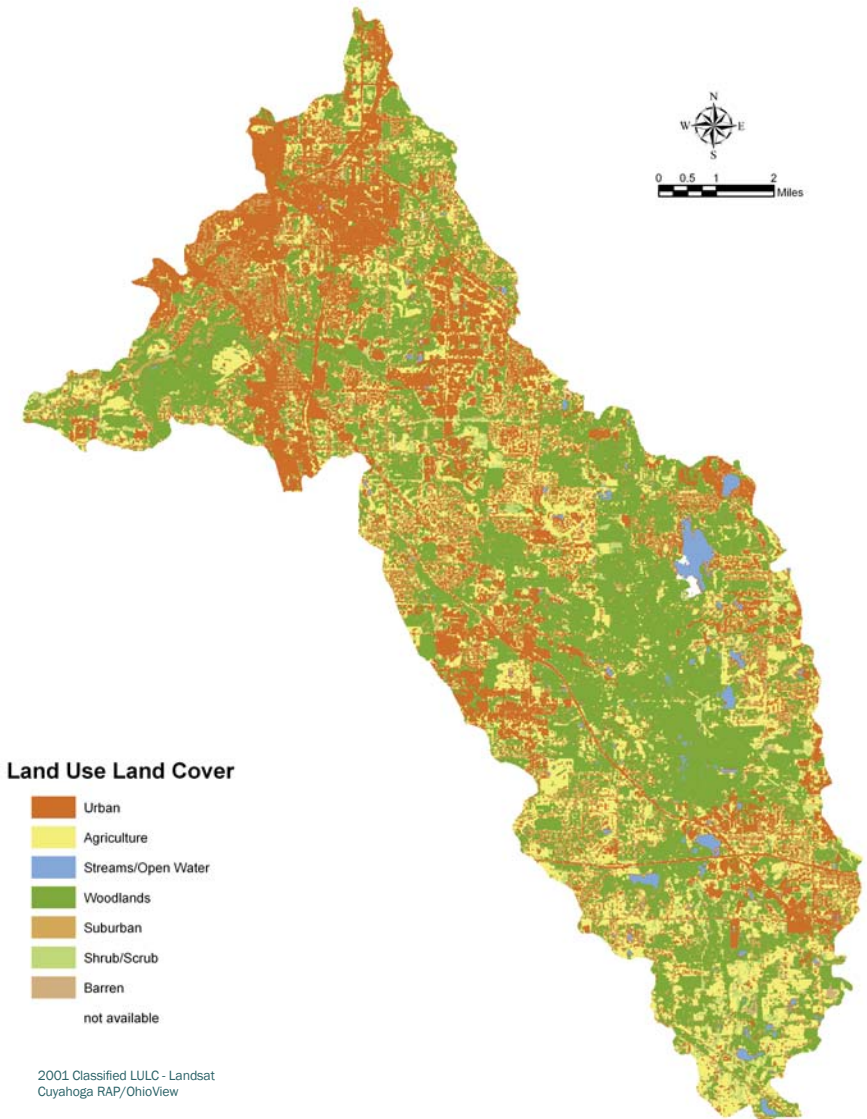 N
W E
S
0 0.5 1 2
Miles
Land Use Land Cover
Urban
Agriculture
Streams/Open Water
Woodlands
Suburban
Shrub/Scrub
Barren
not available
2001 Classified LULC - Landsat
Cuyahoga RAP/OhioView